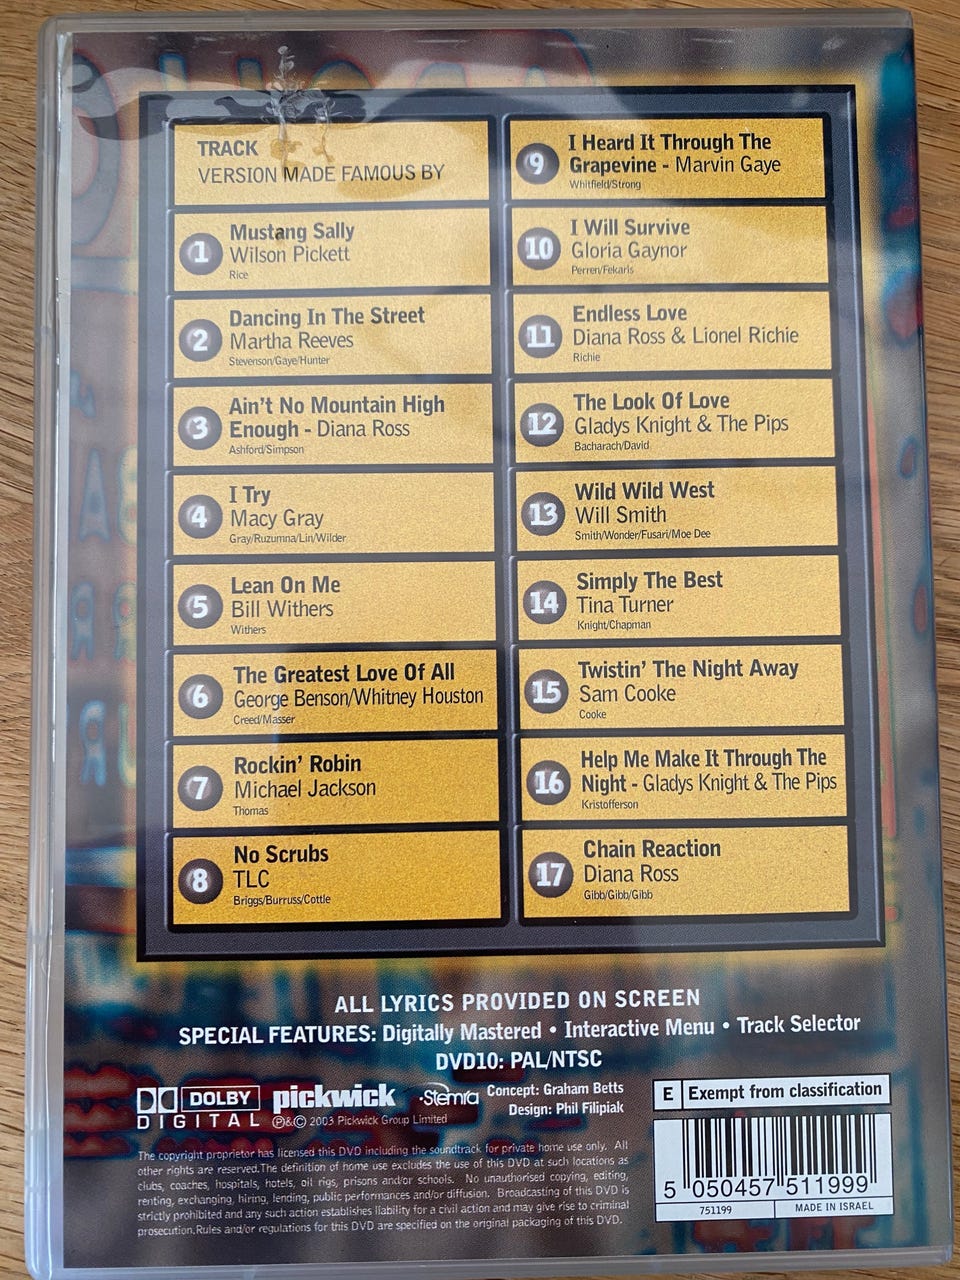 TRACK
VERSION MADE FAMOUS BY
1
Mustang Sally
Wilson Pickett
Rice
2
Dancing In The Street
Martha Reeves
Stevenson/Gaye/Hunter
3
Ain't No Mountain High
Enough - Diana Ross
Ashford/Simpson
4
I Try
Macy Gray
Gray/Ruzumna/Lin/Wilder
5
Lean On Me
Bill Withers
Withers
6
The Greatest Love Of All
George Benson/Whitney Houston
Creed/Masser
7
Rockin' Robin
Michael Jackson
Thomas
8
No Scrubs
TLC
Briggs/Burruss/Cottle
9
I Heard It Through The
Grapevine - Marvin Gaye
Whitfield/Strong
10
I Will Survive
Gloria Gaynor
Perren/Fekaris
11
Endless Love
Diana Ross & Lionel Richie
Richie
12
The Look Of Love
Gladys Knight & The Pips
Bacharach/David
13
Wild Wild West
Will Smith
Smith/Wonder/Fusari/Moe Dee
14
Simply The Best
Tina Turner
Knight/Chapman
15
Twistin' The Night Away
Sam Cooke
Cooke
16
Help Me Make It Through The
Night - Gladys Knight & The Pips
Kristofferson
17
Chain Reaction
Diana Ross
Gibb/Gibb/Gibb
ALL LYRICS PROVIDED ON SCREEN
SPECIAL FEATURES: Digitally Mastered • Interactive Menu • Track Selector
DVD10: PAL/NTSC
DOLBY
DIGITAL
pickwick
℗&© 2003 Pickwick Group Limited
Stemra
Concept: Graham Betts
Design: Phil Filipiak
E Exempt from classification
The copyright proprietor has licensed this DVD including the soundtrack for private home use only. All
other rights are reserved.The definition of home use excludes the use of this DVD at such locations as
clubs, coaches, hospitals, hotels, oil rigs, prisons and/or schools. No unauthorised copying, editing,
renting, exchanging, hiring, lending, public performances and/or diffusion. Broadcasting of this DVD is
strictly prohibited and any such action establishes liability for a civil action and may give rise to criminal
prosecution.Rules and/or regulations for this DVD are specified on the original packaging of this DVD.
5 050457 511999
751199 MADE IN ISRAEL